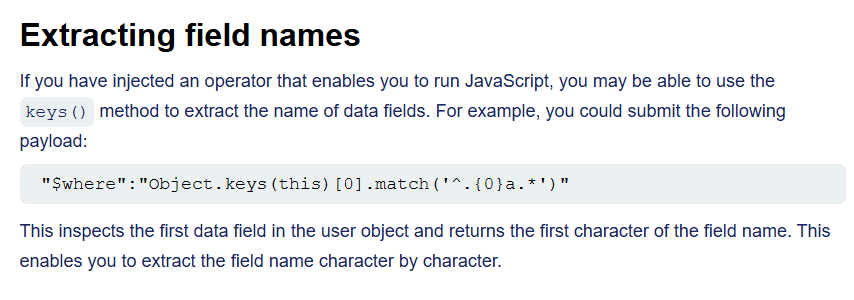 Extracting field names
If you have injected an operator that enables you to run JavaScript, you may be able to use the
keys() method to extract the name of data fields. For example, you could submit the following
payload:
"$where":"Object.keys(this)[0].match('^.{0}a.*')"
This inspects the first data field in the user object and returns the first character of the field name. This
enables you to extract the field name character by character.